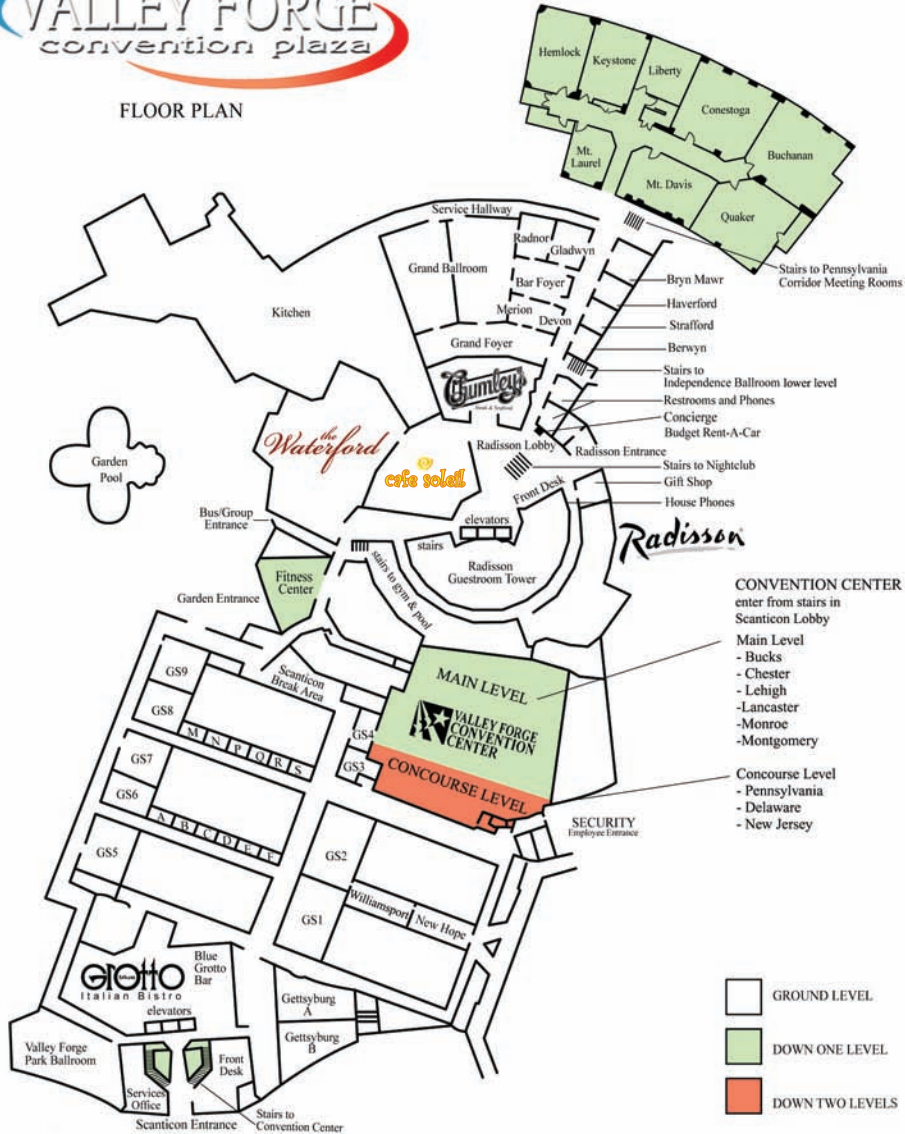 VALLEY FORGE
convention plaza
FLOOR PLAN
Hemlock
Keystone
Liberty
Conestoga
Buchanan
Mt.
Laurel
Mt. Davis
Quaker
Stairs to Pennsylvania
Corridor Meeting Rooms
Service Hallway
Radnor
Gladwyn
Grand Ballroom
Bar Foyer
Merion
Devon
Grand Foyer
Kitchen
Bryn Mawr
Haverford
Strafford
Berwyn
Stairs to
Independence Ballroom lower level
Restrooms and Phones
Concierge
Budget Rent-A-Car
Chumley's
Steak & Seafood
the
Waterford
cafe soleil
Radisson Lobby
Radisson Entrance
Stairs to Nightclub
Gift Shop
House Phones
Front Desk
Garden
Pool
Bus/Group
Entrance
elevators
stairs
Radisson
Guestroom Tower
Radisson
stairs to gym & pool
Fitness
Center
Garden Entrance
CONVENTION CENTER
enter from stairs in
Scanticon Lobby
Main Level
- Bucks
- Chester
- Lehigh
-Lancaster
-Monroe
-Montgomery
Concourse Level
- Pennsylvania
- Delaware
- New Jersey
MAIN LEVEL
VALLEY FORGE
CONVENTION
CENTER
CONCOURSE LEVEL
SECURITY
Employee Entrance
Scanticon
Break Area
GS9
GS8
M N P Q R S
GS4
GS3
GS7
GS6
A B C D E F
GS5
GS2
GS1
Williamsport
New Hope
GROTTO
Italian Bistro
Blue
Grotto
Bar
elevators
Gettsyburg
A
Gettsyburg
B
Valley Forge
Park Ballroom
Services
Office
Front
Desk
Scanticon Entrance
Stairs to
Convention Center
GROUND LEVEL
DOWN ONE LEVEL
DOWN TWO LEVELS